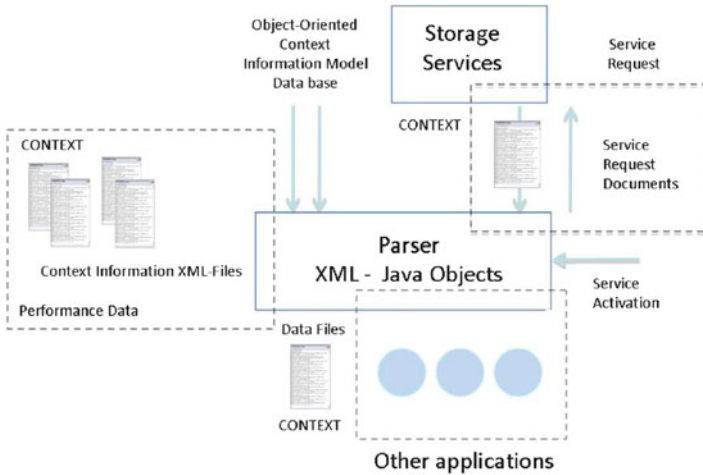 Object-Oriented
Context
Information Model
Data base
Storage
Services
Service
Request
CONTEXT
Service
Request
Documents
CONTEXT
Context Information XML-Files
Performance Data
Parser
XML - Java Objects
Service
Activation
Data Files
CONTEXT
Other applications